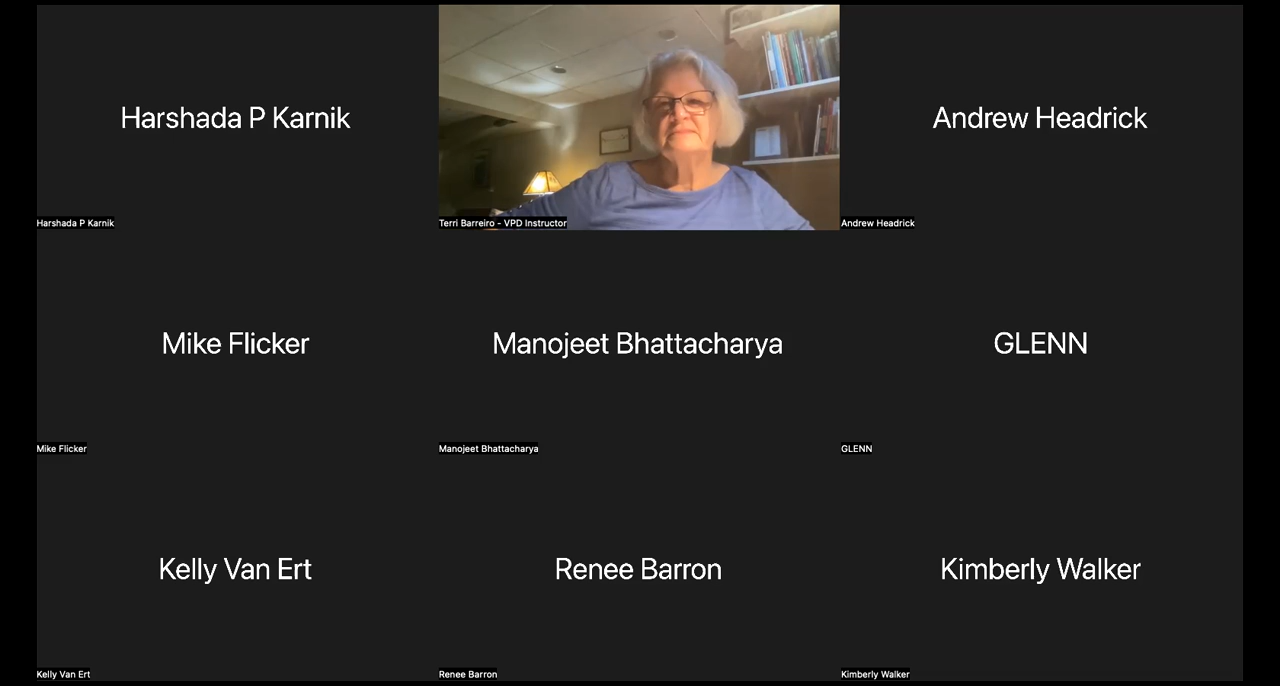 Harshada P Karnik
Harshada P Karnik
Terri Barreiro - VPD Instructor
Andrew Headrick
Andrew Headrick
Mike Flicker
Mike Flicker
Manojeet Bhattacharya
Manojeet Bhattacharya
GLENN
GLENN
Kelly Van Ert
Kelly Van Ert
Renee Barron
Renee Barron
Kimberly Walker
Kimberly Walker